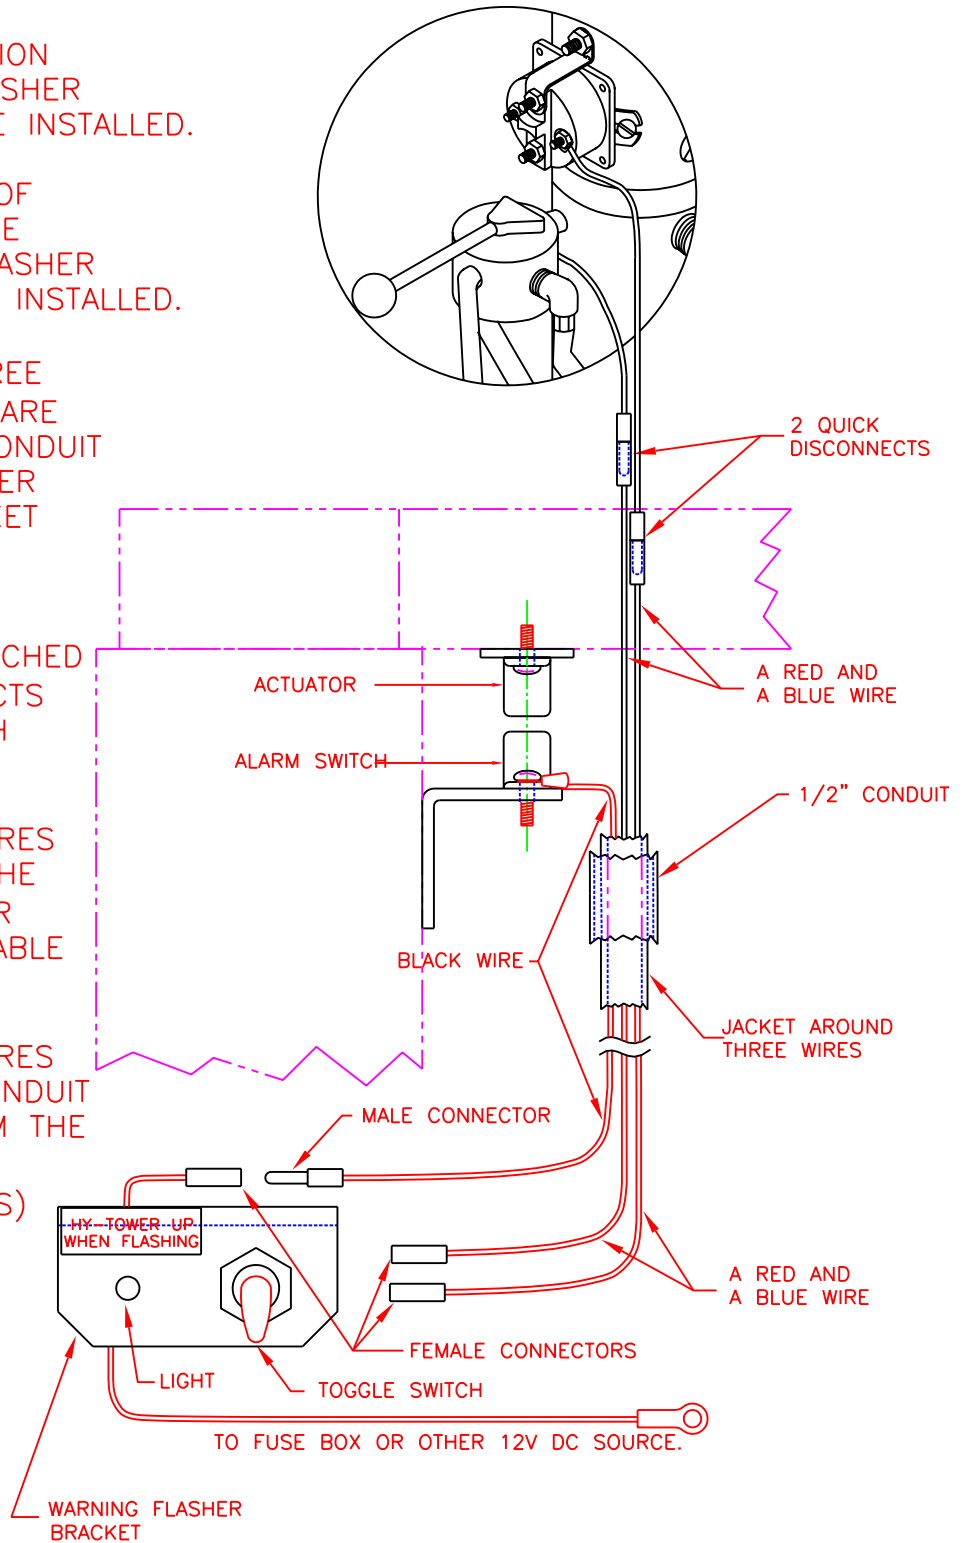 ION
SHER
E INSTALLED.
OF
E
ASHER
INSTALLED.
REE
ARE
ONDUIT
ER
EET
CHED
CTS
H
RES
HE
R
ABLE
RES
NDUIT
M THE
S)
2 QUICK
DISCONNECTS
ACTUATOR
A RED AND
A BLUE WIRE
ALARM SWITCH
1/2" CONDUIT
BLACK WIRE
JACKET AROUND
THREE WIRES
MALE CONNECTOR
HY-TOWER UP
WHEN FLASHING
A RED AND
A BLUE WIRE
FEMALE CONNECTORS
LIGHT
TOGGLE SWITCH
TO FUSE BOX OR OTHER 12V DC SOURCE.
WARNING FLASHER
BRACKET